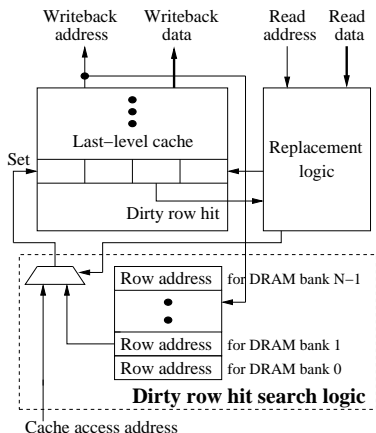 Writeback
address
Writeback
data
Read
address
Read
data
Last−level cache
Replacement
logic
Set
Dirty row hit
Row address
for DRAM bank N−1
Row address
for DRAM bank 1
Row address
for DRAM bank 0
Dirty row hit search logic
Cache access address